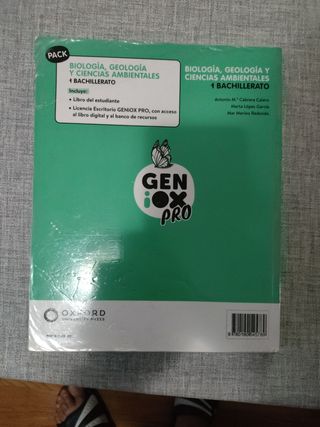 PACK
BIOLOGÍA, GEOLOGÍA
Y CIENCIAS AMBIENTALES
1 BACHILLERATO
Incluye:
• Libro del estudiante
• Licencia Escritorio GENiOX PRO, con acceso
al libro digital y al banco de recursos
BIOLOGÍA, GEOLOGÍA Y
CIENCIAS AMBIENTALES
1 BACHILLERATO
Antonio M.ª Cabrera Calero
Marta López García
Mar Merino Redondo
GEN
iOX
PRO
OXFORD
UNIVERSITY PRESS